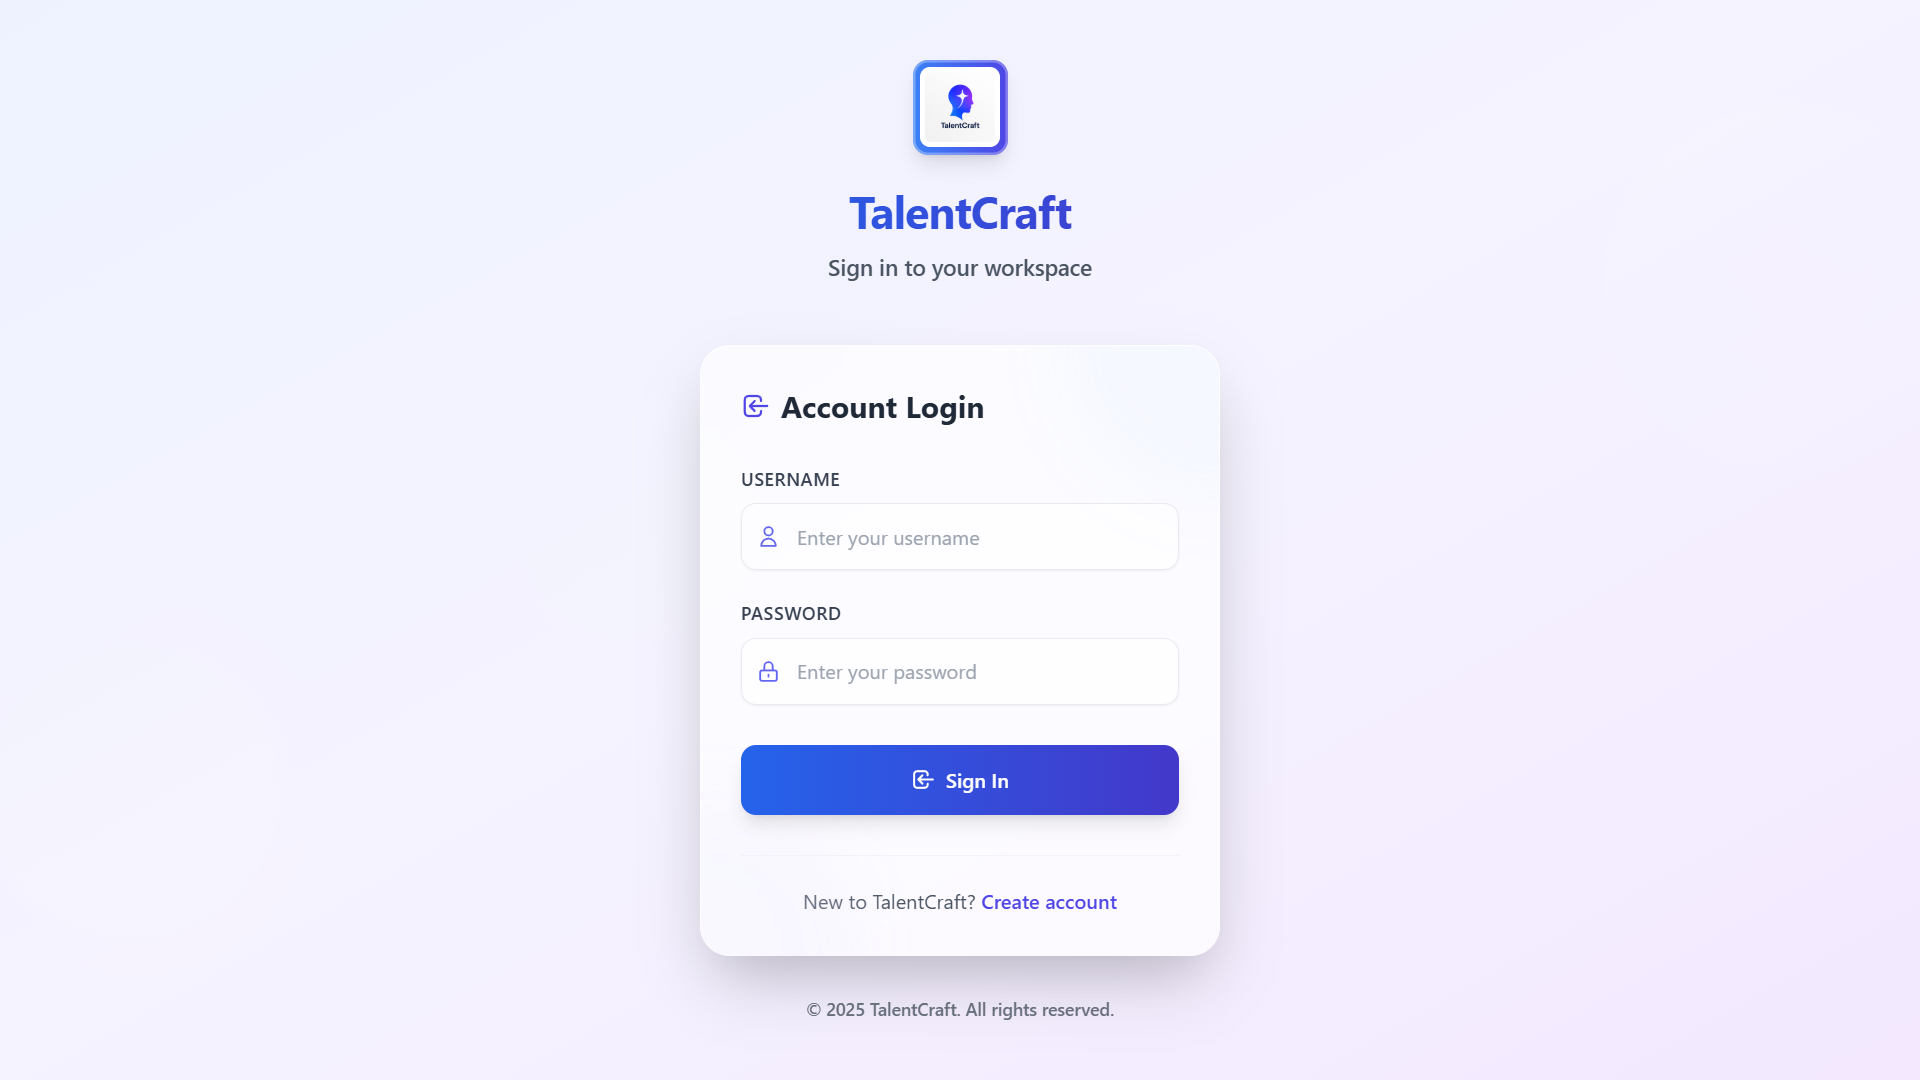 TalentCraft
TalentCraft
Sign in to your workspace
Account Login
USERNAME
Enter your username
PASSWORD
Enter your password
Sign In
New to TalentCraft? Create account
© 2025 TalentCraft. All rights reserved.